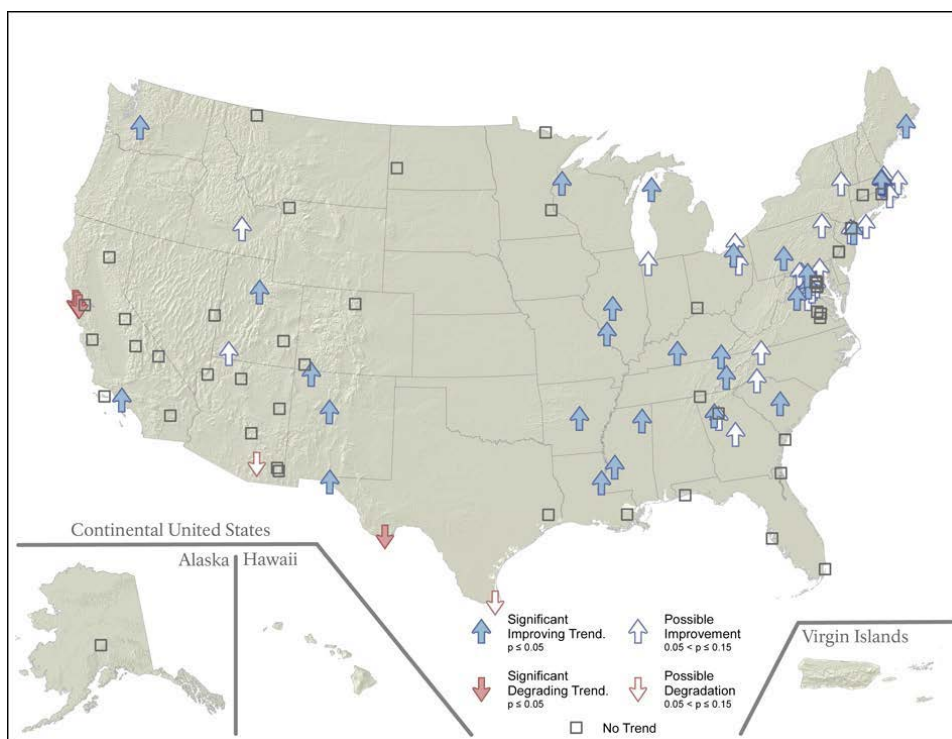 Continental United States
Alaska
Hawaii
Virgin Islands
Significant
Improving Trend.
p ≤ 0.05
Possible
Improvement
0.05 < p ≤ 0.15
Significant
Degrading Trend.
p ≤ 0.05
Possible
Degradation
0.05 < p ≤ 0.15
No Trend